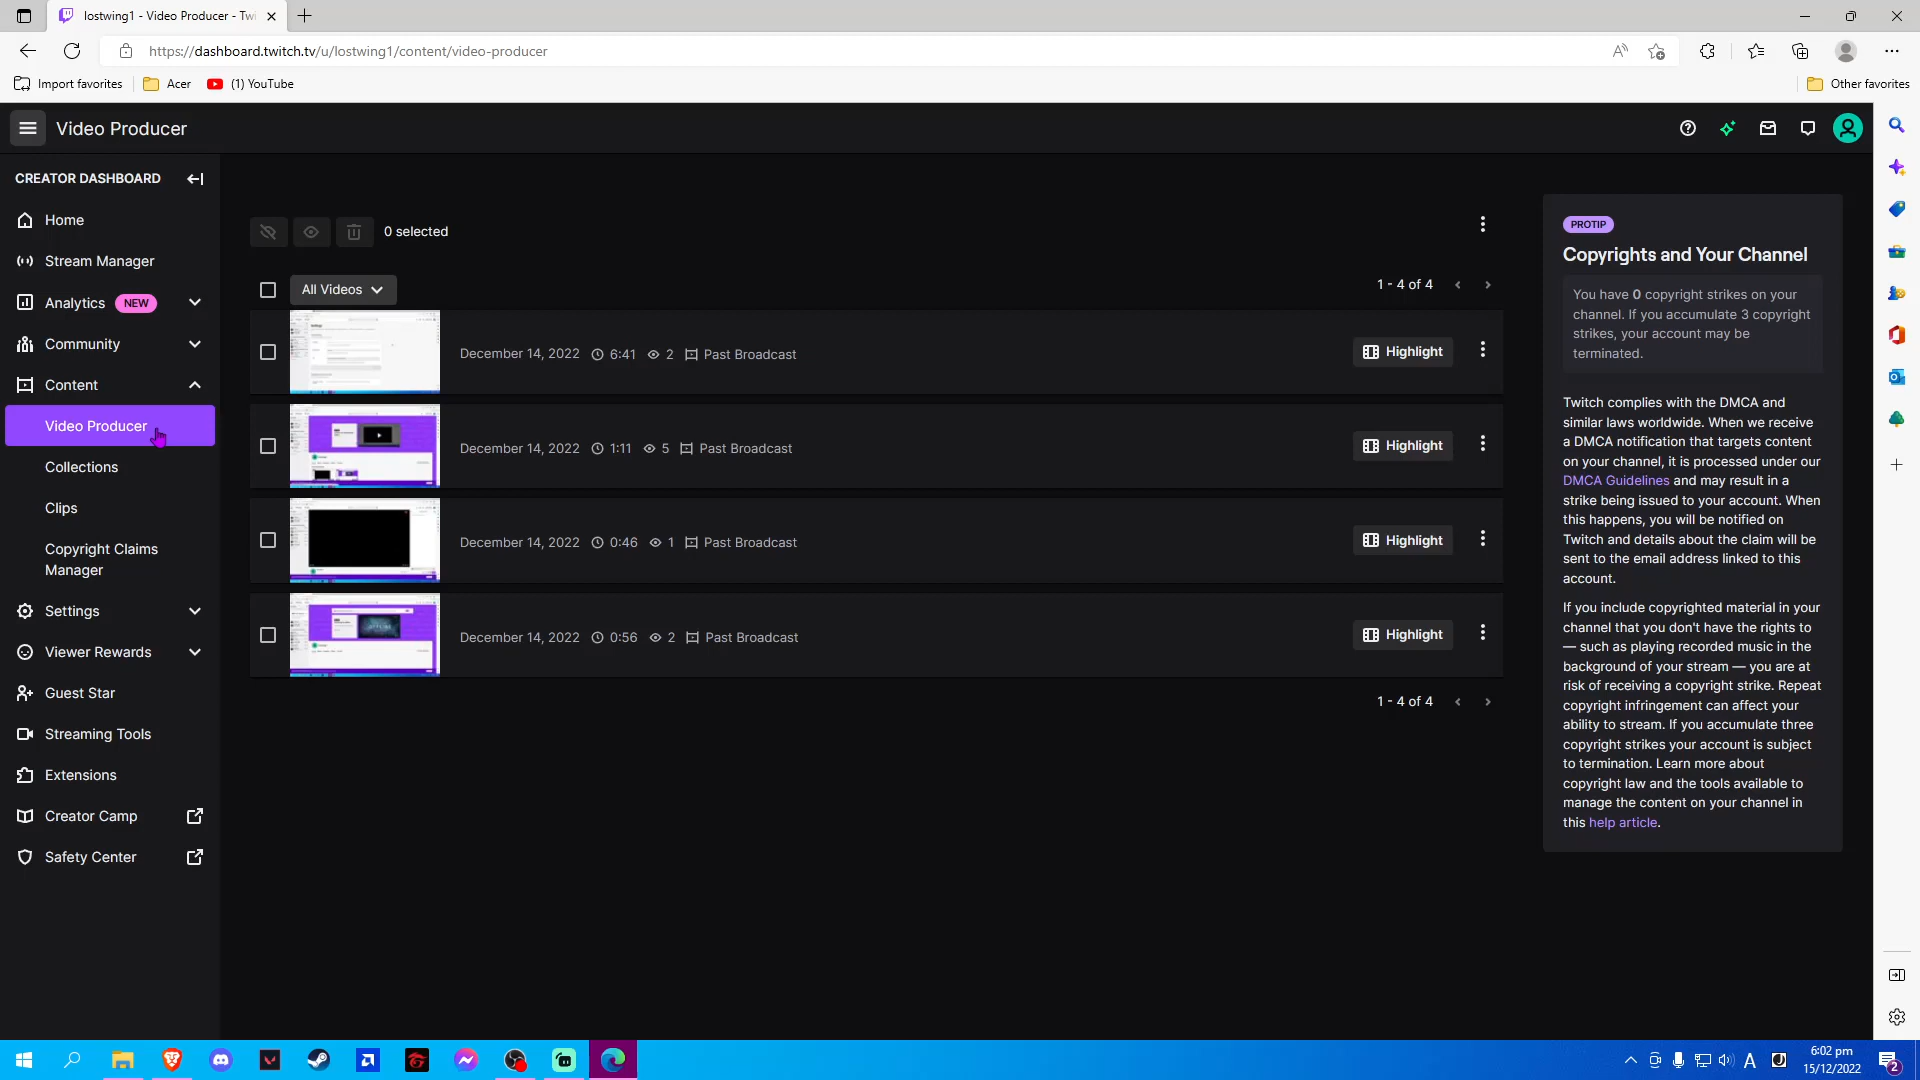 lostwing1 - Video Producer - Twi
https://dashboard.twitch.tv/u/lostwing1/content/video-producer
Import favorites
Acer
(1) YouTube
Other favorites
Video Producer
CREATOR DASHBOARD
Home
Stream Manager
Analytics NEW
Community
Content
Video Producer
Collections
Clips
Copyright Claims
Manager
Settings
Viewer Rewards
Guest Star
Streaming Tools
Extensions
Creator Camp
Safety Center
0 selected
All Videos
1 - 4 of 4
December 14, 2022 6:41 2 Past Broadcast
Highlight
December 14, 2022 1:11 5 Past Broadcast
Highlight
December 14, 2022 0:46 1 Past Broadcast
Highlight
December 14, 2022 0:56 2 Past Broadcast
Highlight
1 - 4 of 4
PROTIP
Copyrights and Your Channel
You have 0 copyright strikes on your
channel. If you accumulate 3 copyright
strikes, your account may be
terminated.
Twitch complies with the DMCA and
similar laws worldwide. When we receive
a DMCA notification that targets content
on your channel, it is processed under our
DMCA Guidelines and may result in a
strike being issued to your account. When
this happens, you will be notified on
Twitch and details about the claim will be
sent to the email address linked to this
account.
If you include copyrighted material in your
channel that you don't have the rights to
— such as playing recorded music in the
background of your stream — you are at
risk of receiving a copyright strike. Repeat
copyright infringement can affect your
ability to stream. If you accumulate three
copyright strikes your account is subject
to termination. Learn more about
copyright law and the tools available to
manage the content on your channel in
this help article.
A
6:02 pm
15/12/2022
2